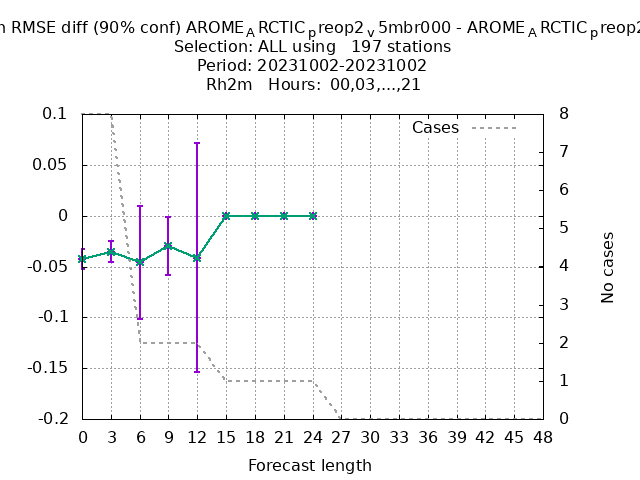 n RMSE diff (90% conf) AROME_ARCTIC_preop2_v5mbr000 - AROME_ARCTIC_preop2
Selection: ALL using 197 stations
Period: 20231002-20231002
Rh2m Hours: 00,03,...,21
Cases
0.1
0.05
0
-0.05
-0.1
-0.15
-0.2
8
7
6
5
4
3
2
1
0
No cases
0 3 6 9 12 15 18 21 24 27 30 33 36 39 42 45 48
Forecast length